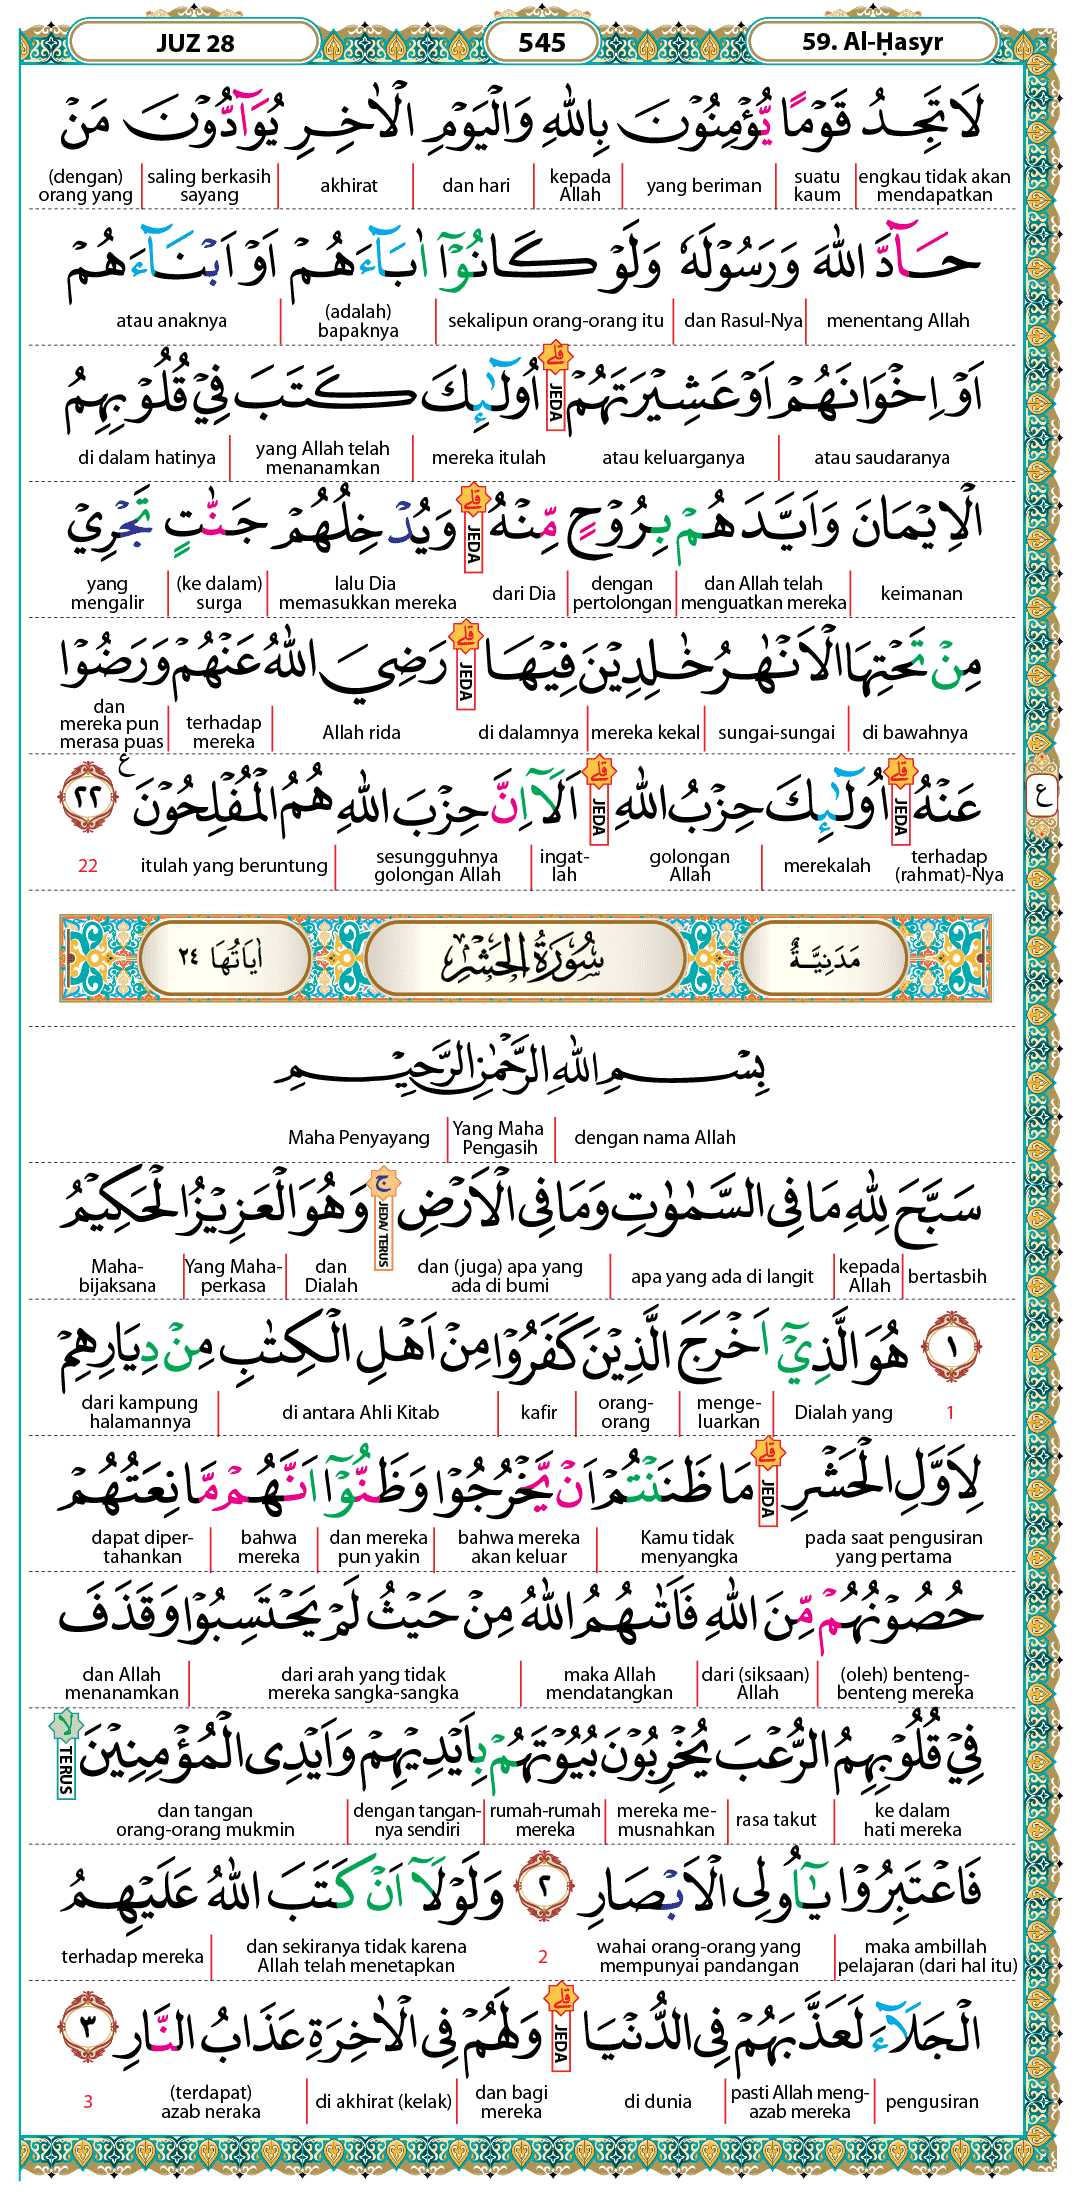 JUZ 28 545 59. Al-Ḥasyr
لَا تَجِدُ قَوْمًا يُّؤْمِنُوْنَ بِاللّٰهِ وَالْيَوْمِ الْاٰخِرِ يُوَاۤدُّوْنَ مَنْ
engkau tidak akan mendapatkan | suatu kaum | yang beriman | kepada Allah | dan hari | akhirat | saling berkasih sayang | (dengan) orang yang
حَاۤدَّ اللّٰهَ وَرَسُوْلَهٗ وَلَوْ كَانُوْٓا اٰبَاۤءَهُمْ اَوْ اَبْنَاۤءَهُمْ
menentang Allah | dan Rasul-Nya | sekalipun orang-orang itu | (adalah) bapaknya | atau anaknya
اَوْ اِخْوَانَهُمْ اَوْ عَشِيْرَتَهُمْ ۗ JEDA اُولٰۤىِٕكَ كَتَبَ فِيْ قُلُوْبِهِمُ
atau saudaranya | atau keluarganya mereka itulah | yang Allah telah menanamkan | di dalam hatinya
الْاِيْمَانَ وَاَيَّدَهُمْ بِرُوْحٍ مِّنْهُ ۗ JEDA وَيُدْخِلُهُمْ جَنّٰتٍ تَجْرِيْ
keimanan | dan Allah telah menguatkan mereka | dengan pertolongan | dari Dia lalu Dia memasukkan mereka | (ke dalam) surga | yang mengalir
مِنْ تَحْتِهَا الْاَنْهٰرُ خٰلِدِيْنَ فِيْهَا ۗ JEDA رَضِيَ اللّٰهُ عَنْهُمْ وَرَضُوْا
di bawahnya | sungai-sungai | mereka kekal | di dalamnya Allah rida | terhadap mereka | dan mereka pun merasa puas
عَنْهُ ۗ JEDA اُولٰۤىِٕكَ حِزْبُ اللّٰهِ ۗ JEDA اَلَآ اِنَّ حِزْبَ اللّٰهِ هُمُ الْمُفْلِحُوْنَ ࣖ ٢٢ ع
terhadap (rahmat)-Nya merekalah | golongan Allah ingat-lah | sesungguhnya golongan Allah | itulah yang beruntung 22
مَدَنِيَّةٌ سُوْرَةُ الْحَشْرِ اٰيَاتُهَا ٢٤
بِسْمِ اللّٰهِ الرَّحْمٰنِ الرَّحِيْمِ
dengan nama Allah | Yang Maha Pengasih | Maha Penyayang
سَبَّحَ لِلّٰهِ مَا فِى السَّمٰوٰتِ وَمَا فِى الْاَرْضِ ۚ JEDA/ TERUS وَهُوَ الْعَزِيْزُ الْحَكِيْمُ
bertasbih | kepada Allah | apa yang ada di langit | dan (juga) apa yang ada di bumi dan Dialah | Yang Maha-perkasa | Maha-bijaksana
١ هُوَ الَّذِيْٓ اَخْرَجَ الَّذِيْنَ كَفَرُوْا مِنْ اَهْلِ الْكِتٰبِ مِنْ دِيَارِهِمْ
1 Dialah yang | menge-luarkan | orang-orang | kafir | di antara Ahli Kitab | dari kampung halamannya
لِاَوَّلِ الْحَشْرِ ۗ JEDA مَا ظَنَنْتُمْ اَنْ يَّخْرُجُوْا وَظَنُّوْٓا اَنَّهُمْ مَّانِعَتُهُمْ
pada saat pengusiran yang pertama Kamu tidak menyangka | bahwa mereka akan keluar | dan mereka pun yakin | bahwa mereka | dapat diper-tahankan
حُصُوْنُهُمْ مِّنَ اللّٰهِ فَاَتٰىهُمُ اللّٰهُ مِنْ حَيْثُ لَمْ يَحْتَسِبُوْا وَقَذَفَ
(oleh) benteng-benteng mereka | dari (siksaan) Allah | maka Allah mendatangkan | dari arah yang tidak mereka sangka-sangka | dan Allah menanamkan
فِيْ قُلُوْبِهِمُ الرُّعْبَ يُخْرِبُوْنَ بُيُوْتَهُمْ بِاَيْدِيْهِمْ وَاَيْدِى الْمُؤْمِنِيْنَ ۙ TERUS
ke dalam hati mereka | rasa takut | mereka me-musnahkan | rumah-rumah mereka | dengan tangan-nya sendiri | dan tangan orang-orang mukmin
فَاعْتَبِرُوْا يٰٓاُولِى الْاَبْصَارِ ٢ وَلَوْلَآ اَنْ كَتَبَ اللّٰهُ عَلَيْهِمُ
maka ambillah pelajaran (dari hal itu) | wahai orang-orang yang mempunyai pandangan 2 dan sekiranya tidak karena Allah telah menetapkan | terhadap mereka
الْجَلَاۤءَ لَعَذَّبَهُمْ فِى الدُّنْيَا ۗ JEDA وَلَهُمْ فِى الْاٰخِرَةِ عَذَابُ النَّارِ ٣
pengusiran | pasti Allah meng-azab mereka | di dunia dan bagi mereka | di akhirat (kelak) | (terdapat) azab neraka 3